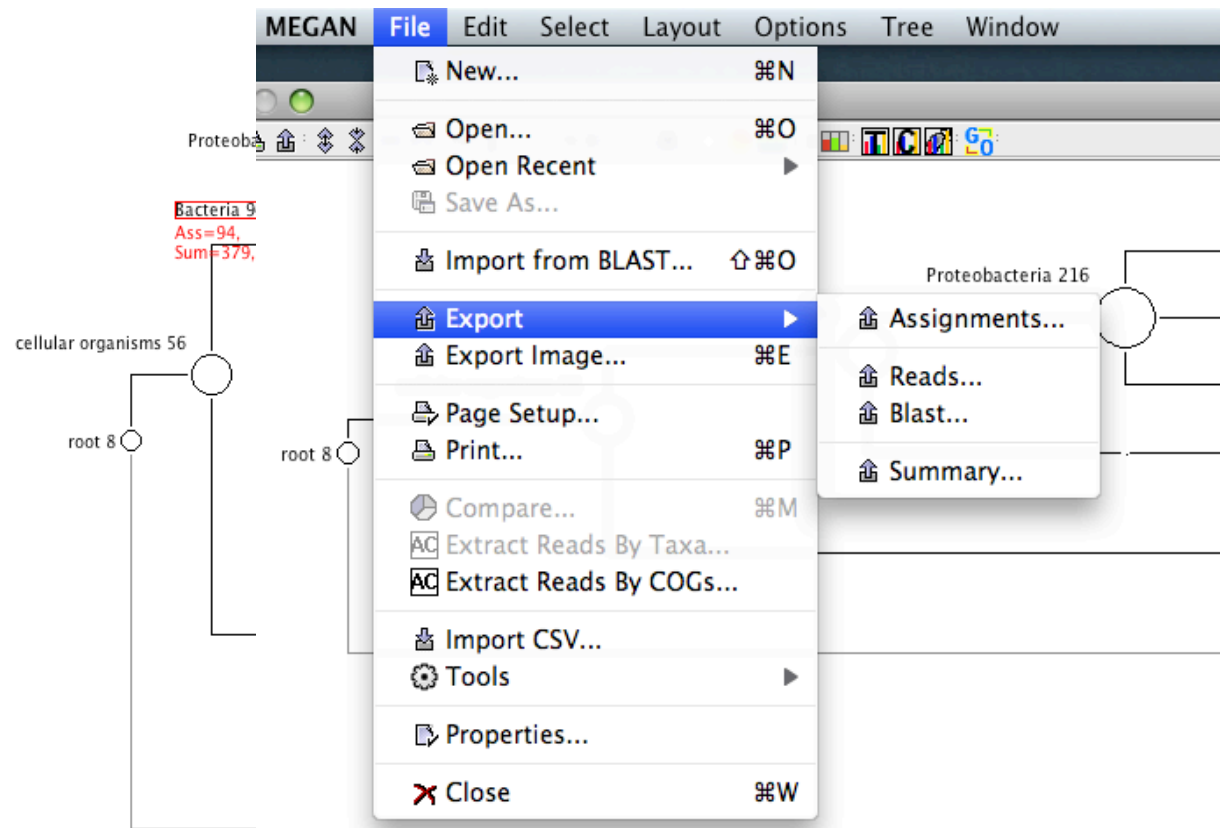 MEGAN File Edit Select Layout Options Tree Window
New... ⌘N
Open... ⌘O
Open Recent
Save As...
Import from BLAST... ⇧⌘O
Export
Export Image... ⌘E
Page Setup...
Print... ⌘P
Compare... ⌘M
Extract Reads By Taxa...
AC Extract Reads By COGs...
Import CSV...
Tools
Properties...
Close ⌘W
Assignments...
Reads...
Blast...
Summary...
T C GO
Bacteria
Ass=94,
Sum=379,
cellular organisms 56
root 8
root 8
Proteobacteria 216